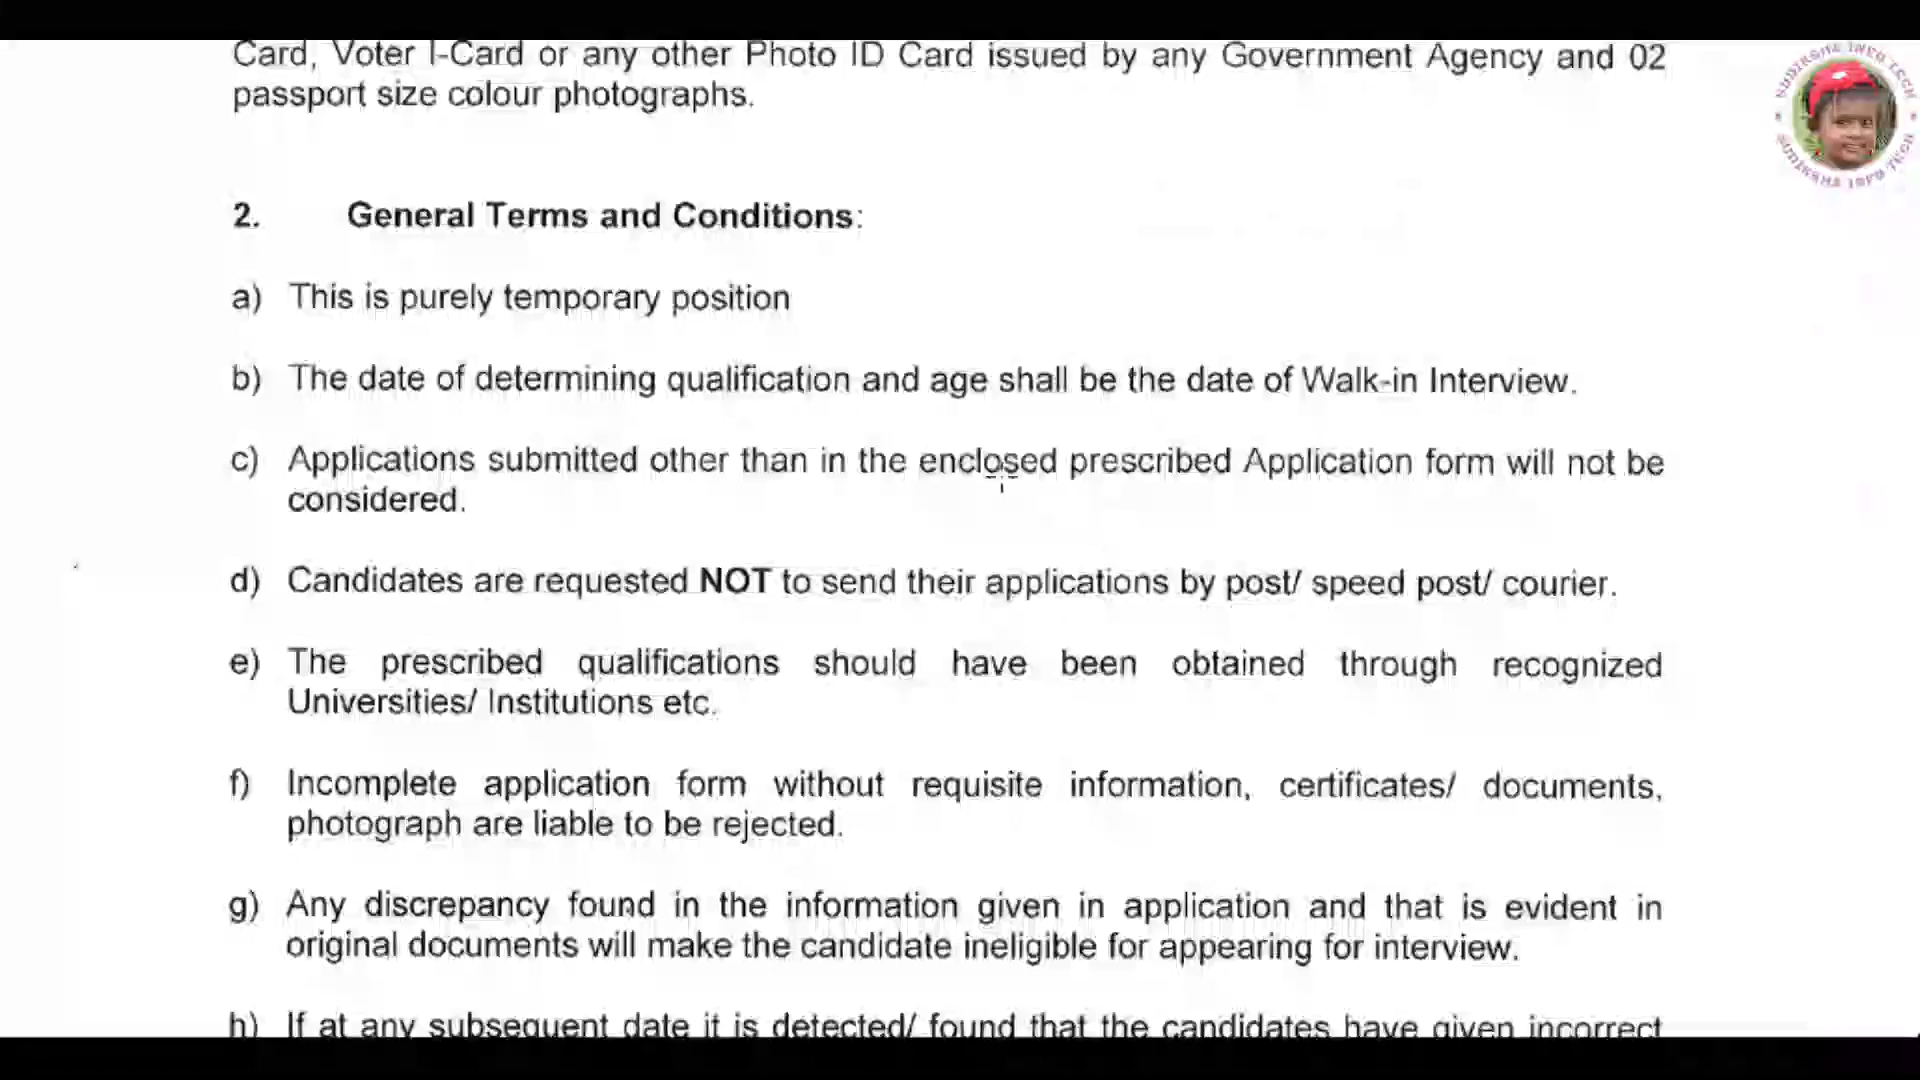 Card, Voter I-Card or any other Photo ID Card issued by any Government Agency and 02
passport size colour photographs.
SUDIKSHA INFO TECH
SUDIKSHA INFO TECH
2. General Terms and Conditions:
a) This is purely temporary position
b) The date of determining qualification and age shall be the date of Walk-in Interview.
c) Applications submitted other than in the enclosed prescribed Application form will not be
considered.
d) Candidates are requested NOT to send their applications by post/ speed post/ courier.
e) The prescribed qualifications should have been obtained through recognized
Universities/ Institutions etc.
f) Incomplete application form without requisite information, certificates/ documents,
photograph are liable to be rejected.
g) Any discrepancy found in the information given in application and that is evident in
original documents will make the candidate ineligible for appearing for interview.
h) If at any subsequent date it is detected/ found that the candidates have given incorrect